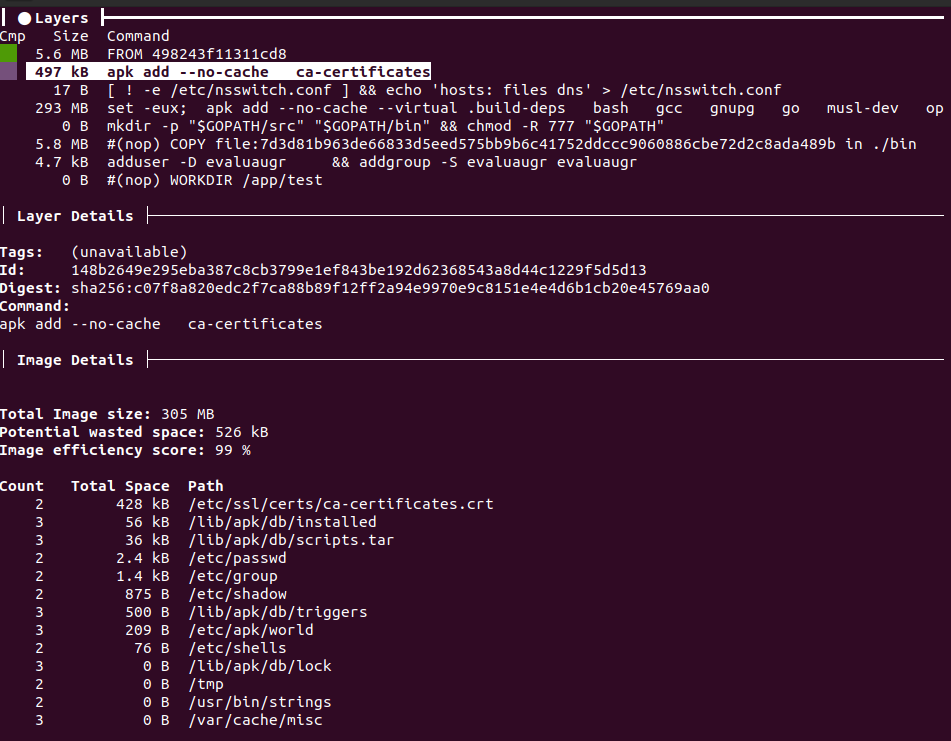 Layers
Cmp Size Command
5.6 MB FROM 498243f11311cd8
497 kB apk add --no-cache ca-certificates
17 B [ ! -e /etc/nsswitch.conf ] && echo 'hosts: files dns' > /etc/nsswitch.conf
293 MB set -eux; apk add --no-cache --virtual .build-deps bash gcc gnupg go musl-dev op
0 B mkdir -p "$GOPATH/src" "$GOPATH/bin" && chmod -R 777 "$GOPATH"
5.8 MB #(nop) COPY file:7d3d81b963de66833d5eed575bb9b6c41752ddccc9060886cbe72d2c8ada489b in ./bin
4.7 kB adduser -D evaluaugr && addgroup -S evaluaugr evaluaugr
0 B #(nop) WORKDIR /app/test
Layer Details
Tags: (unavailable)
Id: 148b2649e295eba387c8cb3799e1ef843be192d62368543a8d44c1229f5d5d13
Digest: sha256:c07f8a820edc2f7ca88b89f12ff2a94e9970e9c8151e4e4d6b1cb20e45769aa0
Command:
apk add --no-cache ca-certificates
Image Details
Total Image size: 305 MB
Potential wasted space: 526 kB
Image efficiency score: 99 %
Count Total Space Path
2 428 kB /etc/ssl/certs/ca-certificates.crt
3 56 kB /lib/apk/db/installed
3 36 kB /lib/apk/db/scripts.tar
2 2.4 kB /etc/passwd
2 1.4 kB /etc/group
2 875 B /etc/shadow
3 500 B /lib/apk/db/triggers
3 209 B /etc/apk/world
2 76 B /etc/shells
3 0 B /lib/apk/db/lock
2 0 B /tmp
2 0 B /usr/bin/strings
3 0 B /var/cache/misc